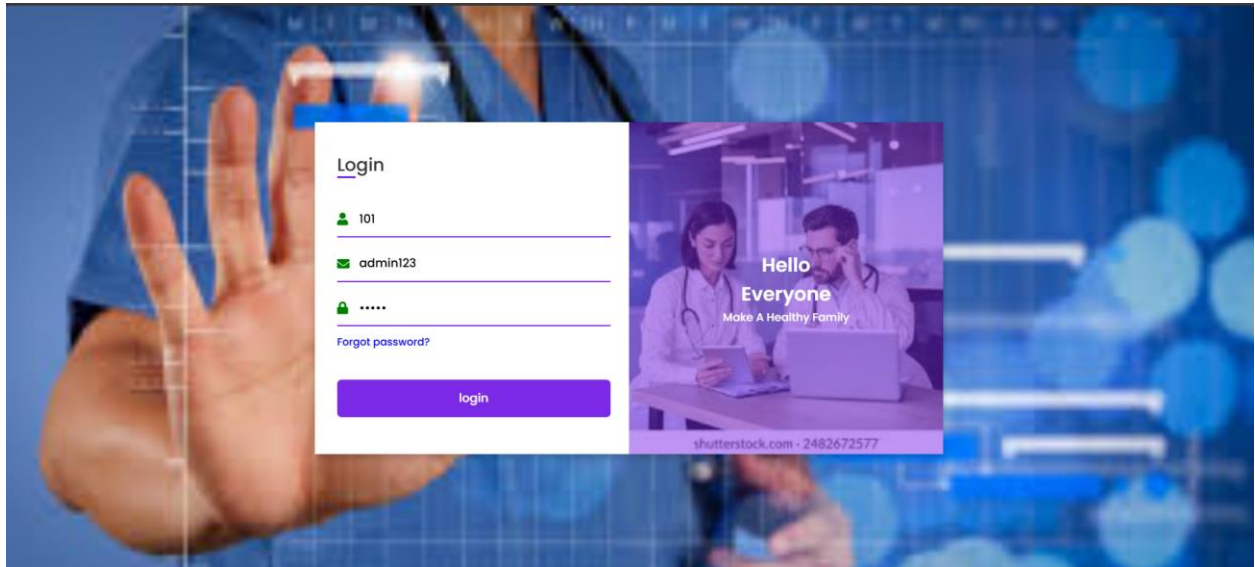 Login
101
admin123
•••••
Forgot password?
login
Hello
Everyone
Make A Healthy Family
shutterstock.com · 2482672577